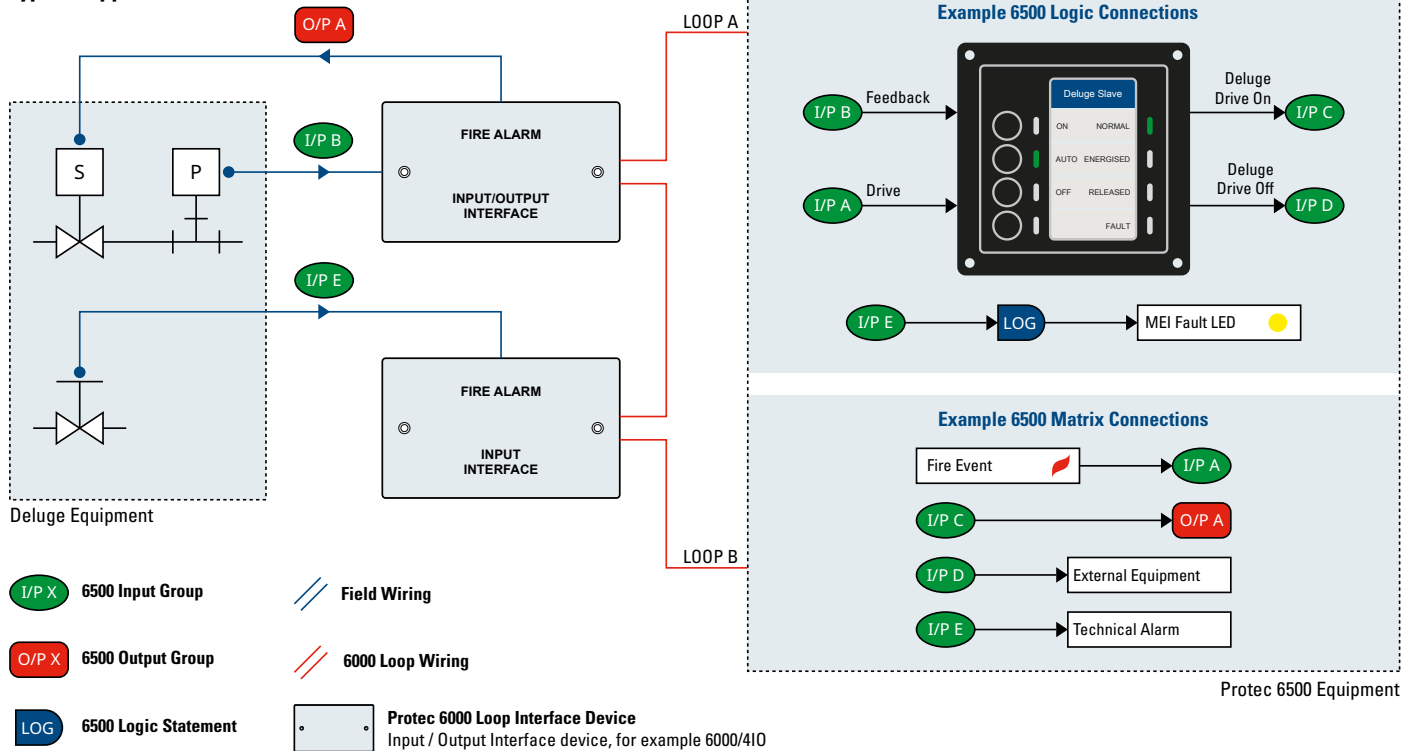 O/P A
LOOP A
Example 6500 Logic Connections
Deluge Slave
ON NORMAL
AUTO ENERGISED
OFF RELEASED
FAULT
I/P B
Feedback
Deluge
Drive On
I/P C
I/P A
Drive
Deluge
Drive Off
I/P D
I/P E
LOG
MEI Fault LED
S
P
I/P B
FIRE ALARM
INPUT/OUTPUT
INTERFACE
I/P E
FIRE ALARM
INPUT
INTERFACE
Deluge Equipment
LOOP B
Example 6500 Matrix Connections
Fire Event
I/P A
I/P C
O/P A
I/P D
External Equipment
I/P E
Technical Alarm
Protec 6500 Equipment
I/P X
6500 Input Group
Field Wiring
O/P X
6500 Output Group
6000 Loop Wiring
LOG
6500 Logic Statement
Protec 6000 Loop Interface Device
Input / Output Interface device, for example 6000/4IO